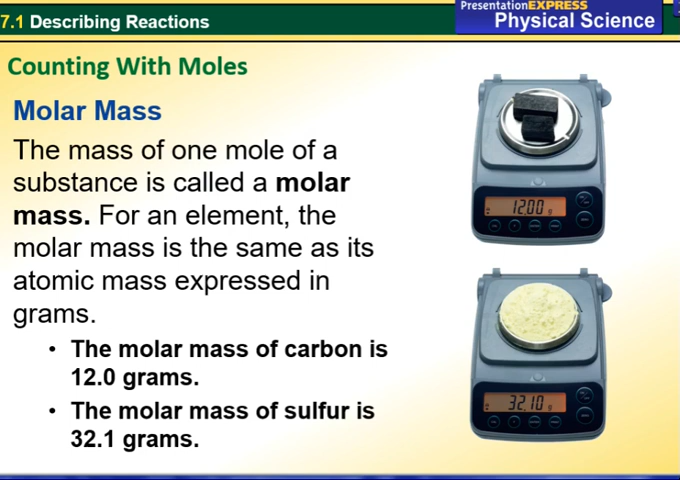 7.1 Describing Reactions
PresentationEXPRESS
Physical Science
Counting With Moles
Molar Mass
The mass of one mole of a
substance is called a molar
mass. For an element, the
molar mass is the same as its
atomic mass expressed in
grams.
• The molar mass of carbon is
12.0 grams.
• The molar mass of sulfur is
32.1 grams.
12.00 g
32.10 g